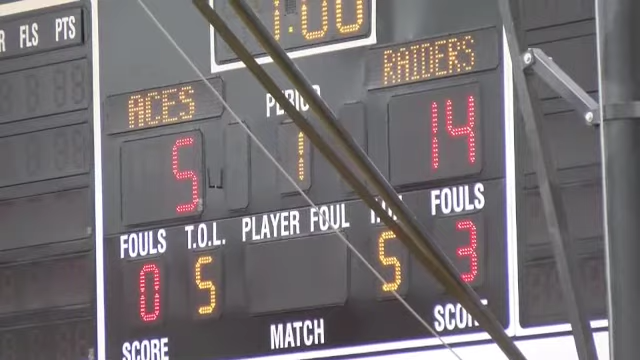 FLS PTS
1:00
ACES
PERIOD
RAIDERS
5
1
14
FOULS
T.O.L.
PLAYER FOUL
FOULS
0
5
5
3
SCORE
MATCH
SCORE